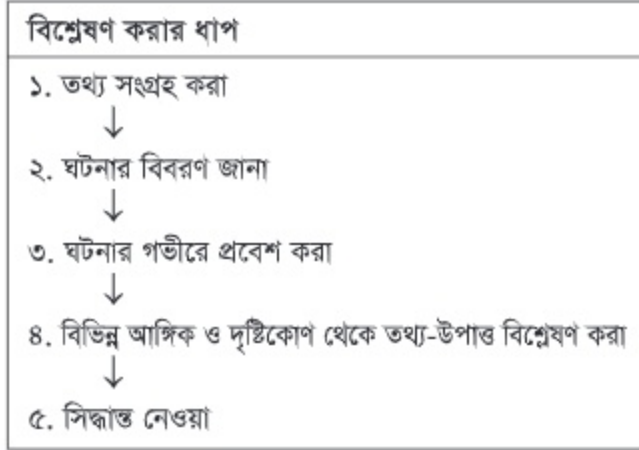 বিশ্লেষণ করার ধাপ
১. তথ্য সংগ্রহ করা
২. ঘটনার বিবরণ জানা
৩. ঘটনার গভীরে প্রবেশ করা
৪. বিভিন্ন আঙ্গিক ও দৃষ্টিকোণ থেকে তথ্য-উপাত্ত বিশ্লেষণ করা
৫. সিদ্ধান্ত নেওয়া